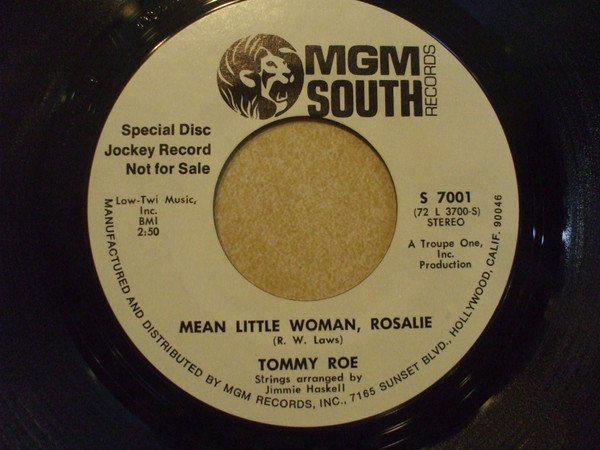 MGM
SOUTH
RECORDS
Special Disc
Jockey Record
Not for Sale
Low-Twi Music,
Inc.
BMI
2:50
S 7001
(72 L 3700-S)
STEREO
A Troupe One,
Inc.
Production
MEAN LITTLE WOMAN, ROSALIE
(R. W. Laws)
TOMMY ROE
Strings arranged by
Jimmie Haskell
MANUFACTURED AND DISTRIBUTED BY MGM RECORDS, INC., 7165 SUNSET BLVD., HOLLYWOOD, CALIF. 90046